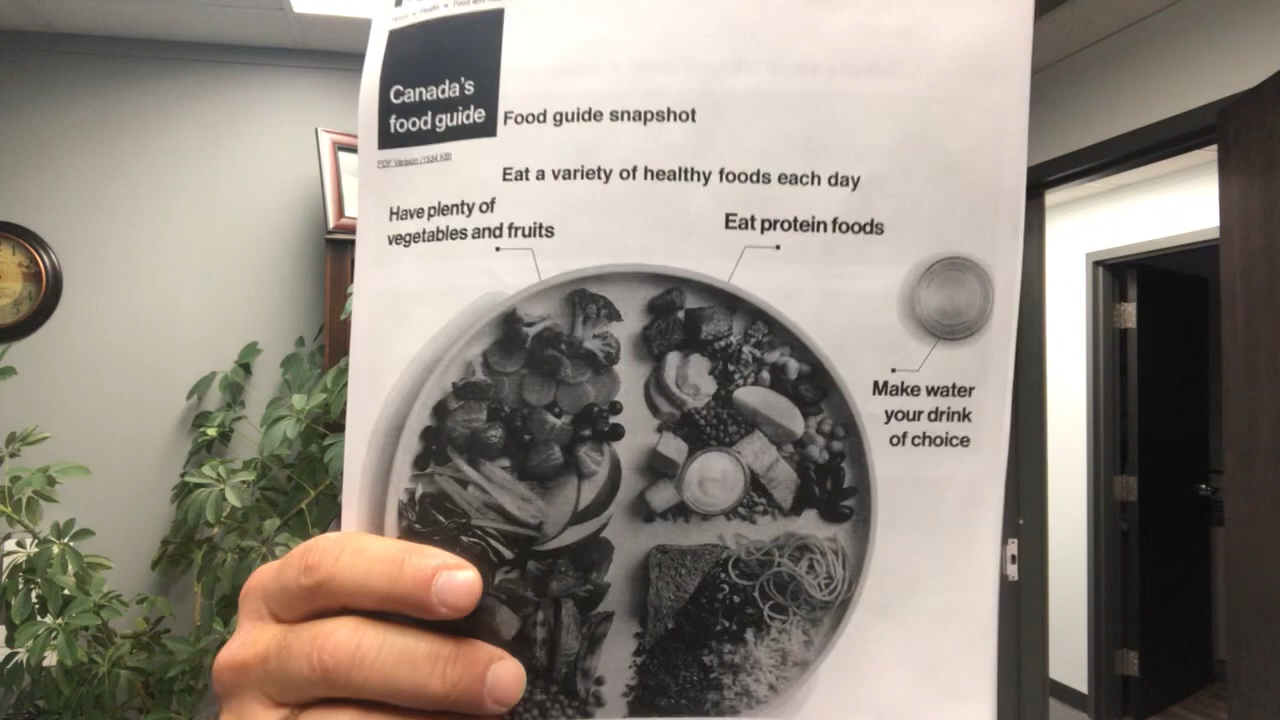 Canada's
food guide
Food guide snapshot
PDF Version (1534 KB)
Eat a variety of healthy foods each day
Have plenty of
vegetables and fruits
Eat protein foods
Make water
your drink
of choice